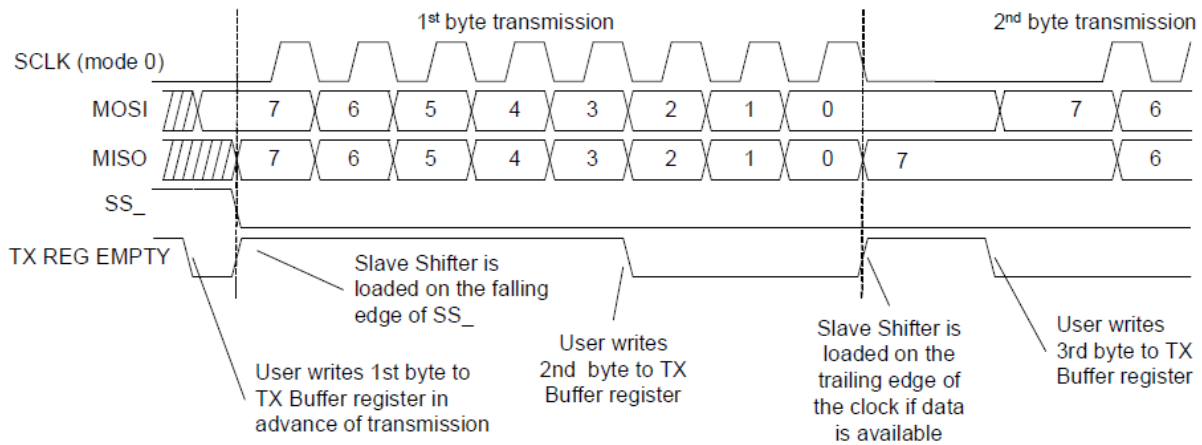 1st byte transmission
2nd byte transmission
SCLK (mode 0)
MOSI
7 6 5 4 3 2 1 0 7 6
MISO
7 6 5 4 3 2 1 0 7 6
SS_
TX REG EMPTY
Slave Shifter is
loaded on the falling
edge of SS_
User writes 1st byte to
TX Buffer register in
advance of transmission
User writes
2nd byte to TX
Buffer register
Slave Shifter is
loaded on the
trailing edge of
the clock if data
is available
User writes
3rd byte to TX
Buffer register